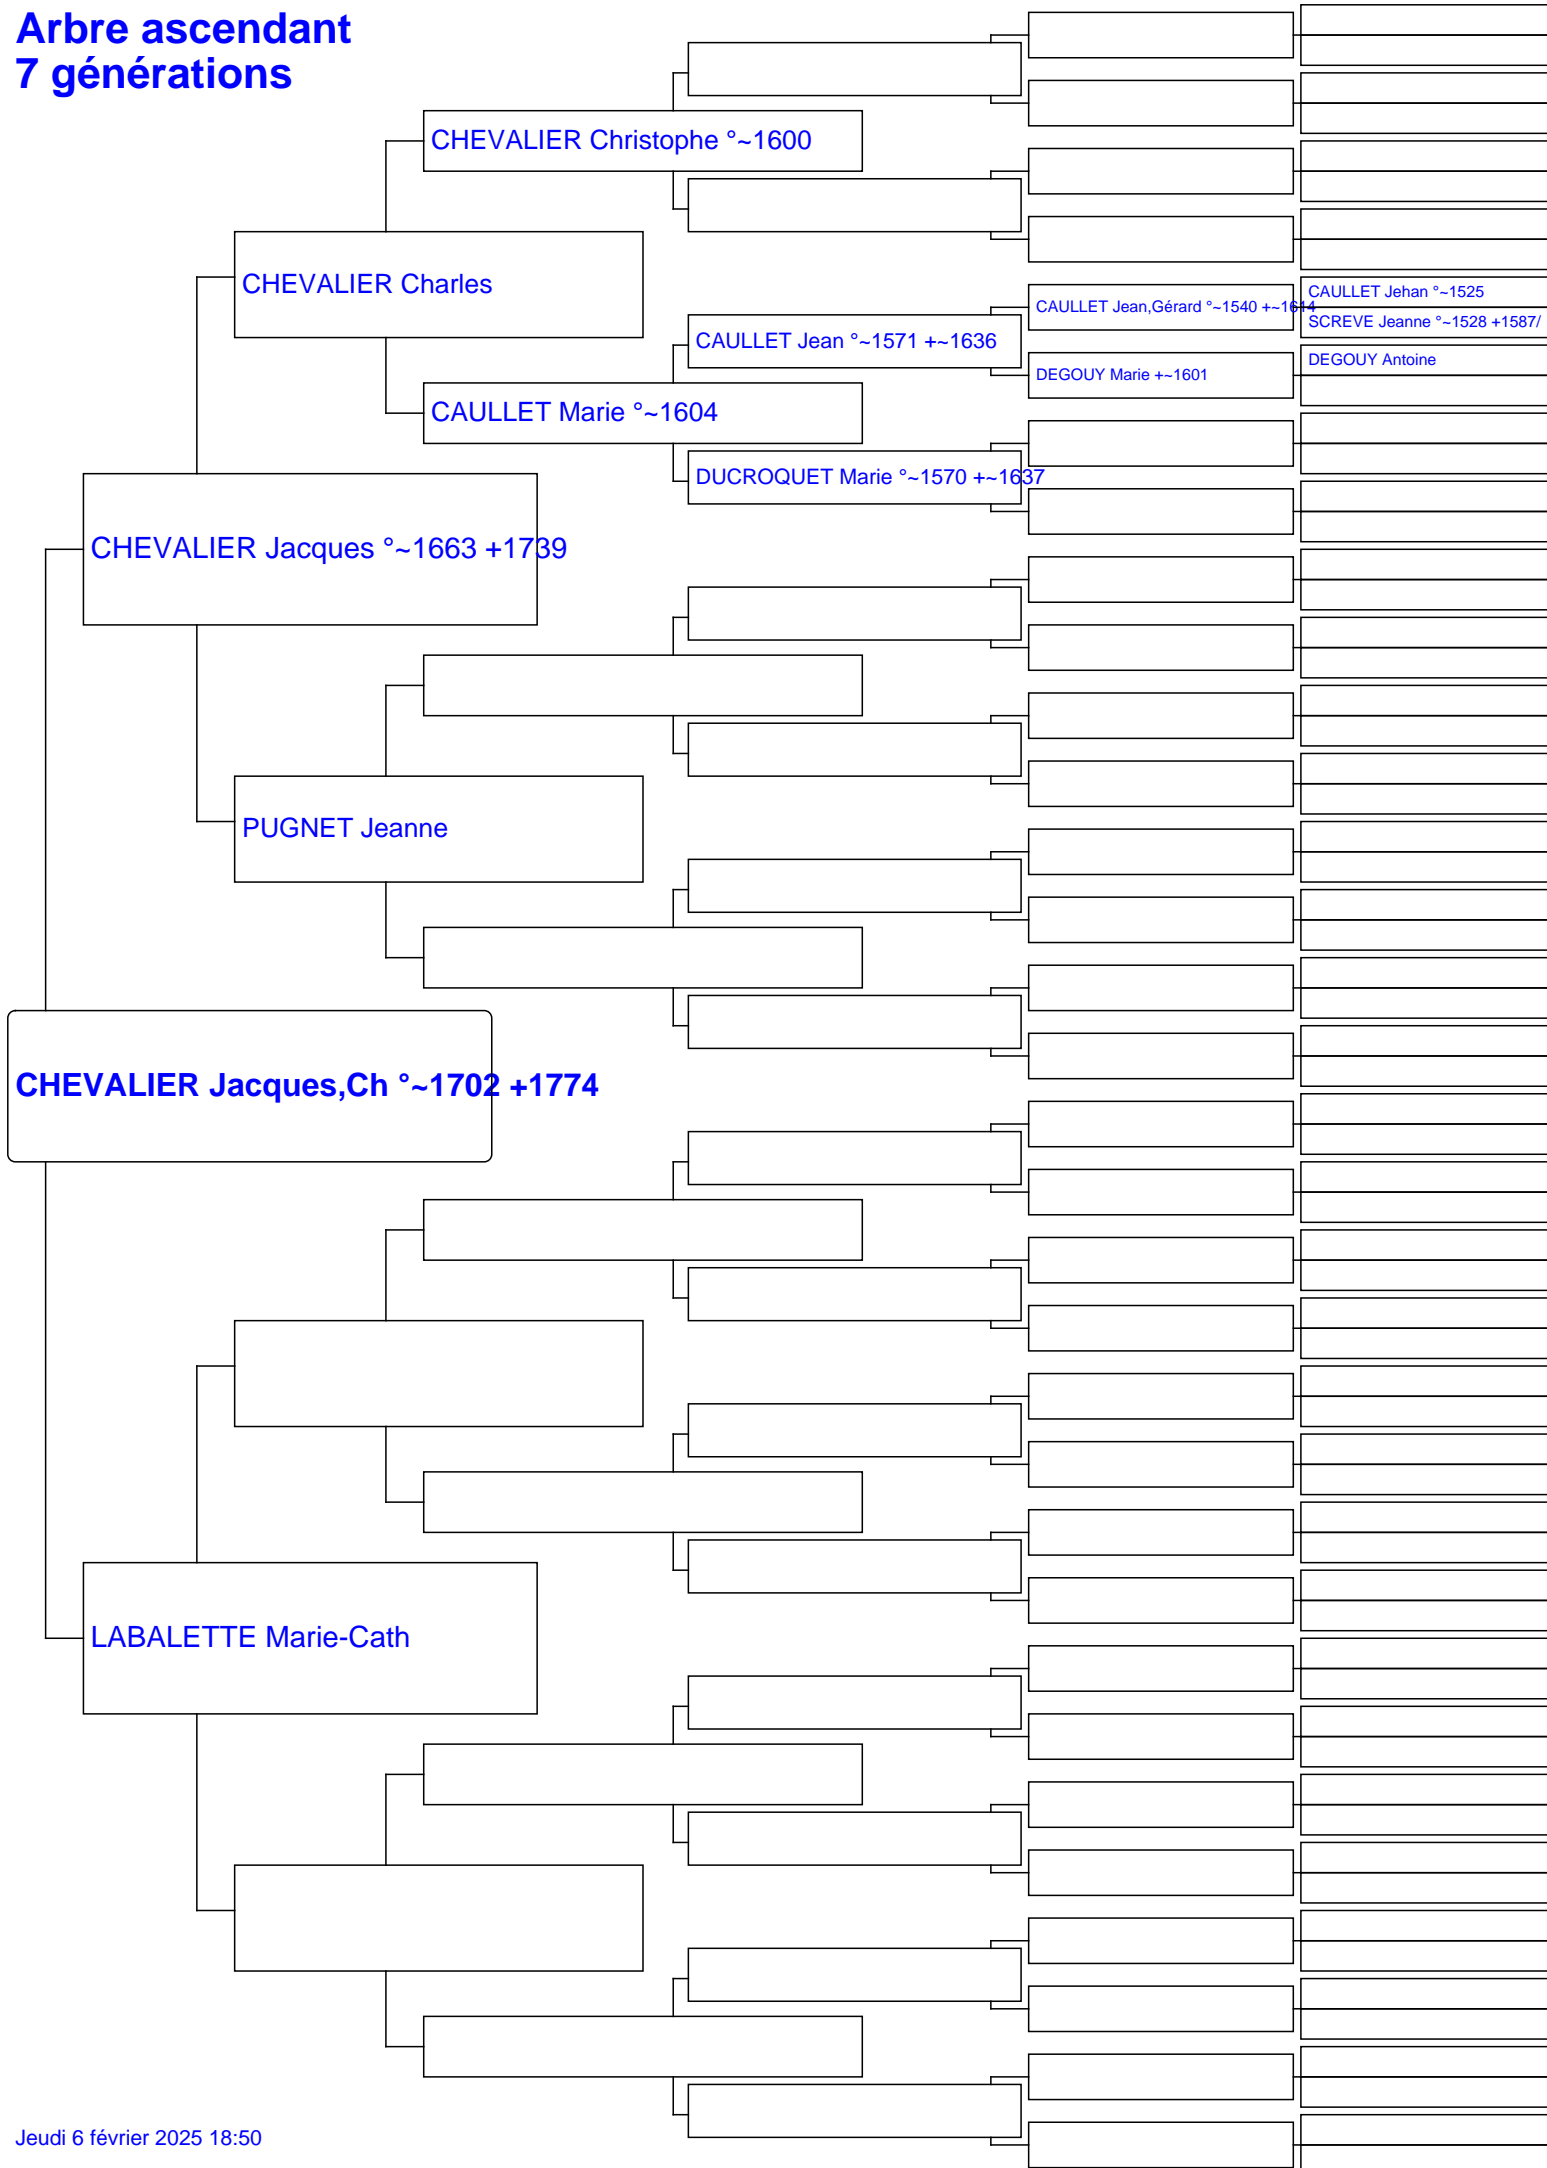 Arbre ascendant
7 générations
CHEVALIER Christophe °~1600
CHEVALIER Charles
CAULLET Jehan °~1525
CAULLET Jean,Gérard °~1540 +~1614
SCREVE Jeanne °~1528 +1587/
CAULLET Jean °~1571 +~1636
DEGOUY Antoine
DEGOUY Marie +~1601
CAULLET Marie °~1604
DUCROQUET Marie °~1570 +~1637
CHEVALIER Jacques °~1663 +1739
PUGNET Jeanne
CHEVALIER Jacques,Ch °~1702 +1774
LABALETTE Marie-Cath
Jeudi 6 février 2025 18:50